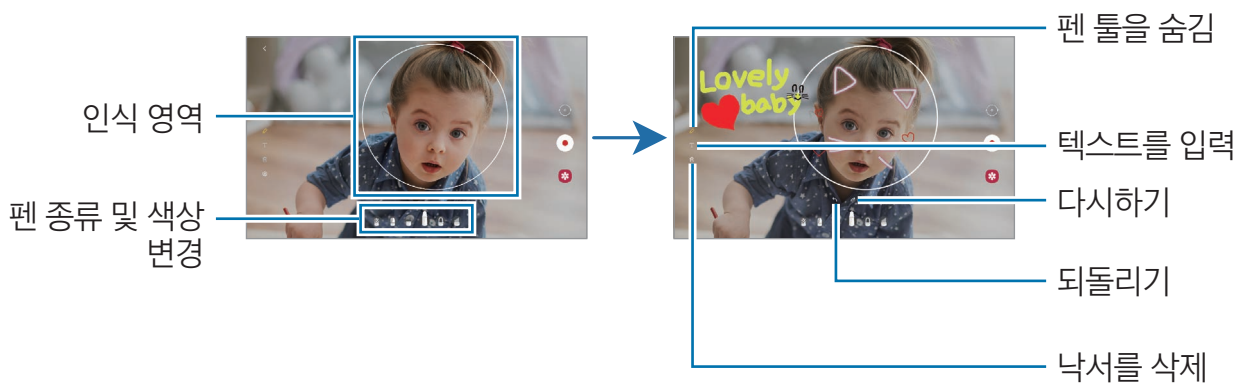 인식 영역
펜 종류 및 색상
변경
Lovely
baby
펜 툴을 숨김
텍스트를 입력
다시하기
되돌리기
낙서를 삭제